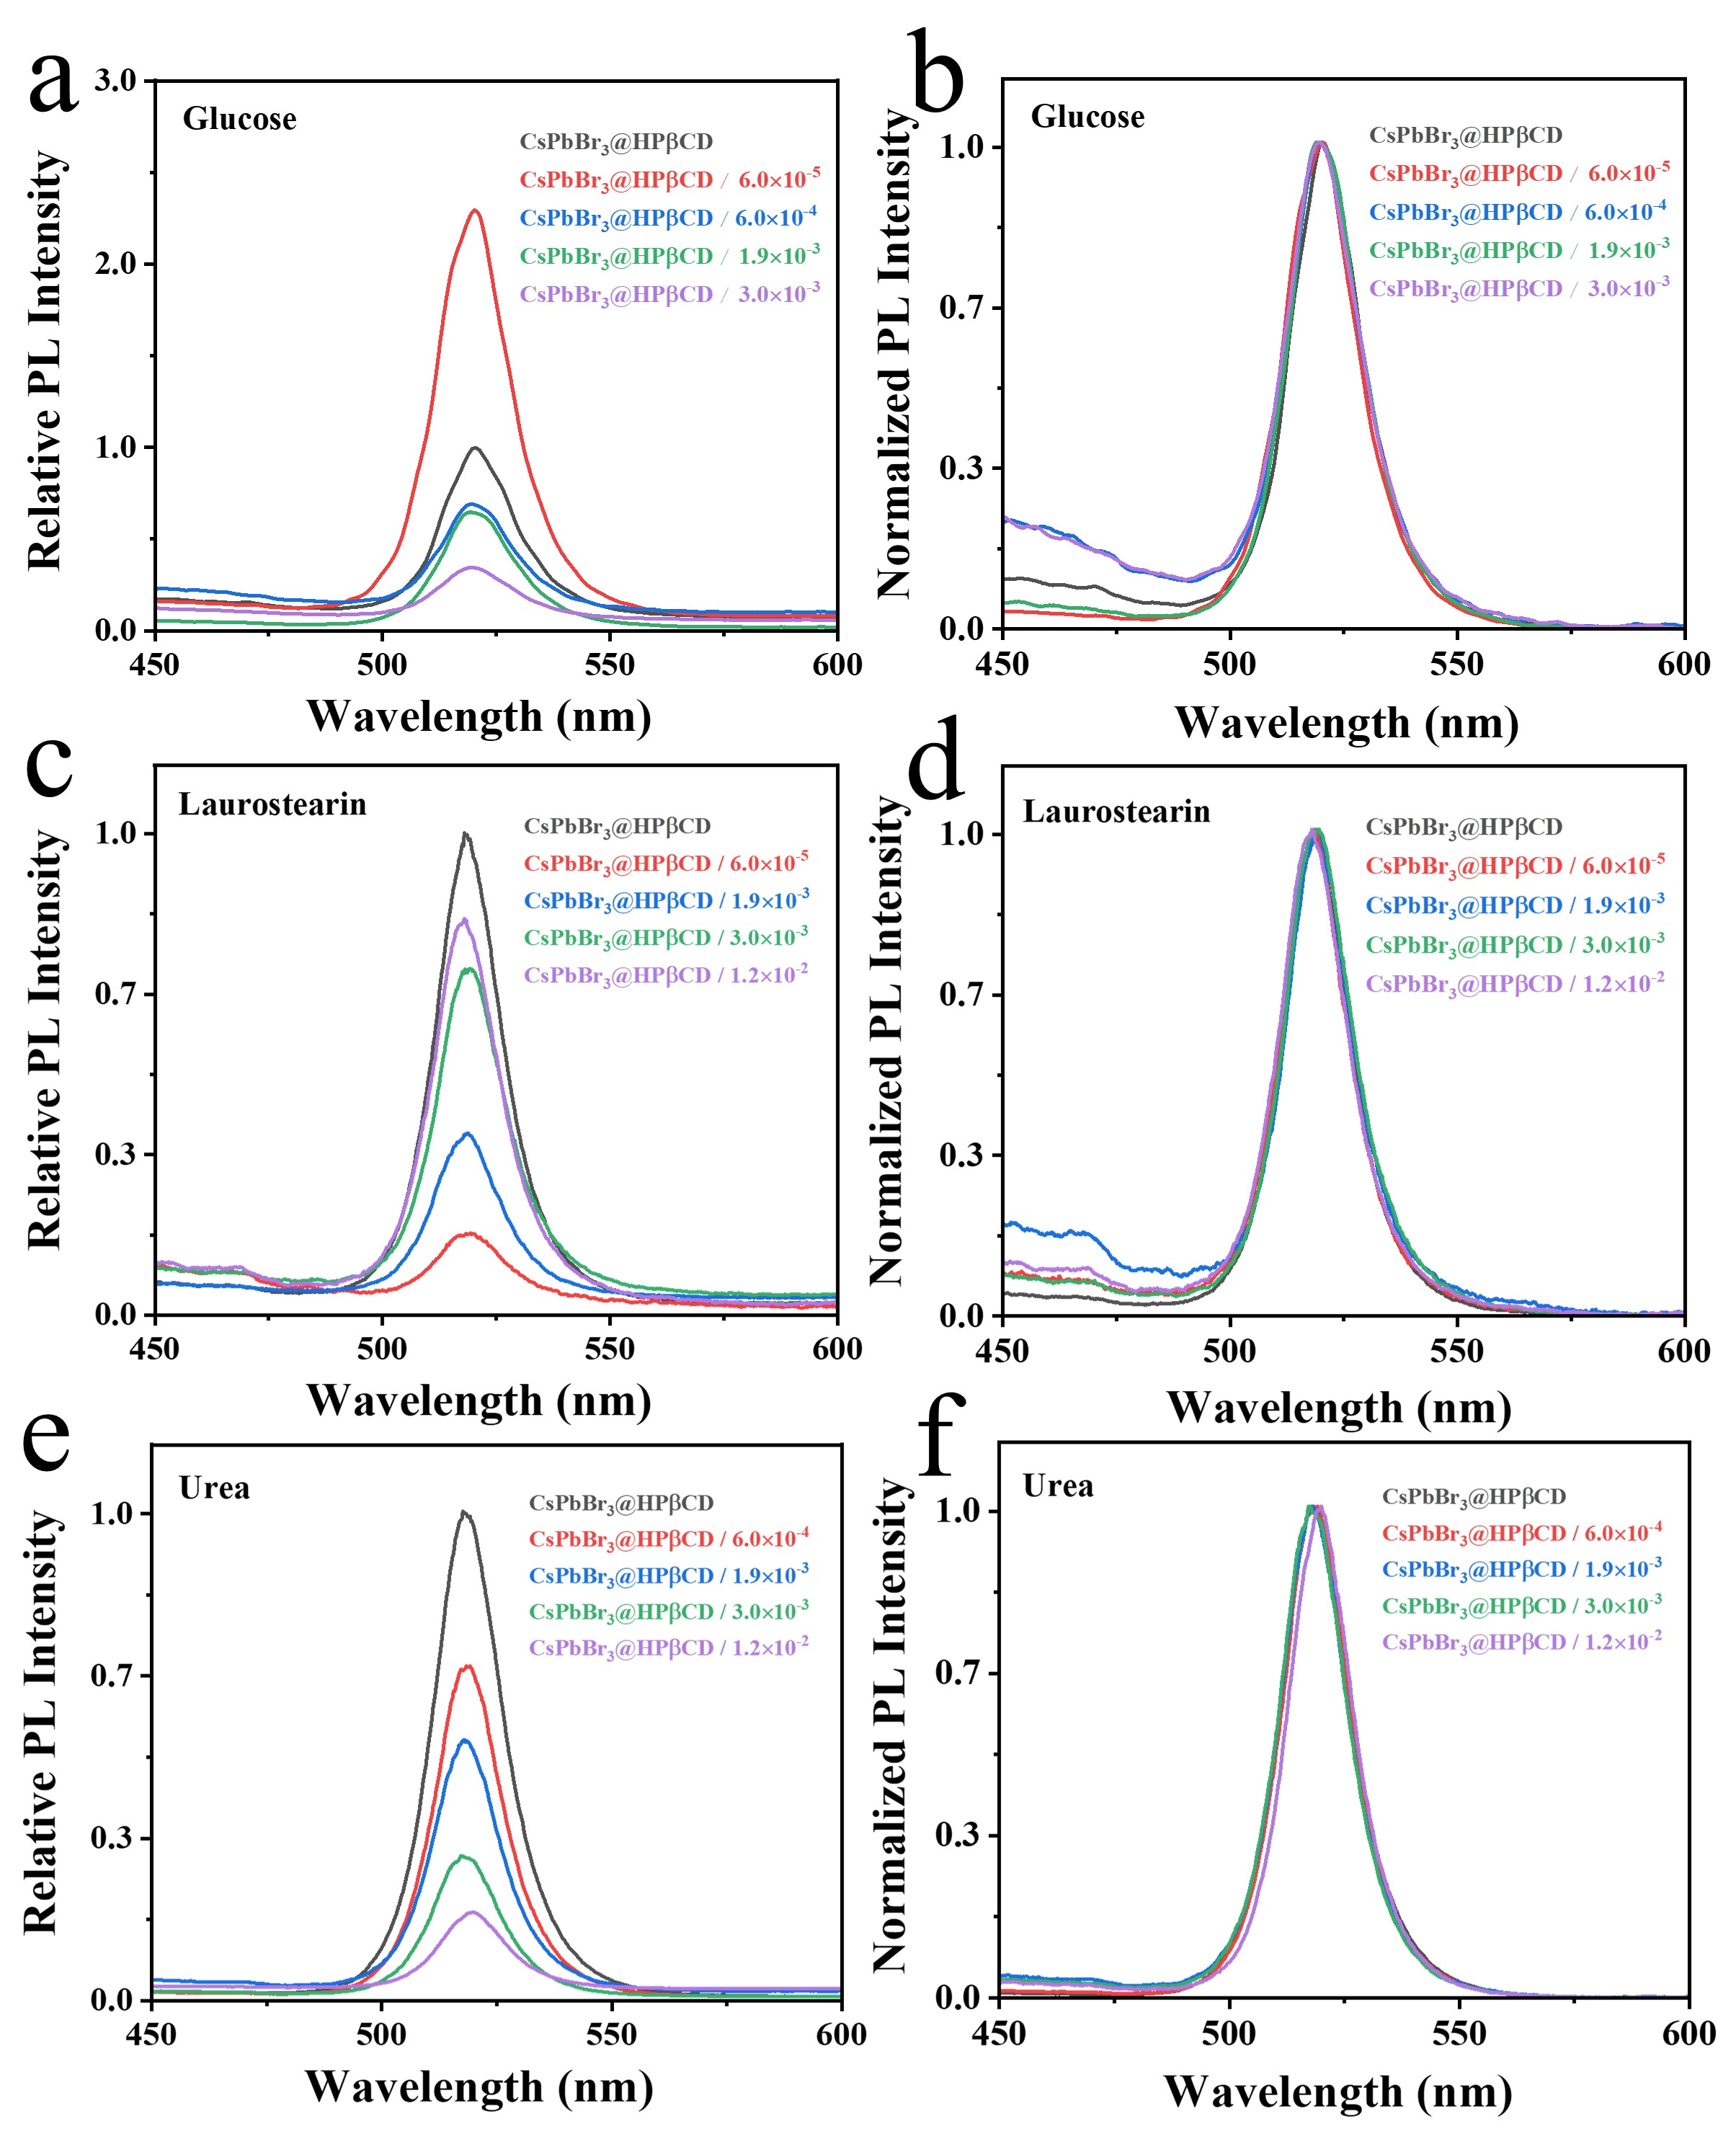 a
Glucose
CsPbBr₃@HPβCD
CsPbBr₃@HPβCD / 6.0×10⁻⁵
CsPbBr₃@HPβCD / 6.0×10⁻⁴
CsPbBr₃@HPβCD / 1.9×10⁻³
CsPbBr₃@HPβCD / 3.0×10⁻³
3.0
2.0
1.0
0.0
450 500 550 600
Relative PL Intensity
Wavelength (nm)
b
Glucose
CsPbBr₃@HPβCD
CsPbBr₃@HPβCD / 6.0×10⁻⁵
CsPbBr₃@HPβCD / 6.0×10⁻⁴
CsPbBr₃@HPβCD / 1.9×10⁻³
CsPbBr₃@HPβCD / 3.0×10⁻³
1.0
0.7
0.3
0.0
450 500 550 600
Normalized PL Intensity
Wavelength (nm)
c
Laurostearin
CsPbBr₃@HPβCD
CsPbBr₃@HPβCD / 6.0×10⁻⁵
CsPbBr₃@HPβCD / 1.9×10⁻³
CsPbBr₃@HPβCD / 3.0×10⁻³
CsPbBr₃@HPβCD / 1.2×10⁻²
1.0
0.7
0.3
0.0
450 500 550 600
Relative PL Intensity
Wavelength (nm)
d
Laurostearin
CsPbBr₃@HPβCD
CsPbBr₃@HPβCD / 6.0×10⁻⁵
CsPbBr₃@HPβCD / 1.9×10⁻³
CsPbBr₃@HPβCD / 3.0×10⁻³
CsPbBr₃@HPβCD / 1.2×10⁻²
1.0
0.7
0.3
0.0
450 500 550 600
Normalized PL Intensity
Wavelength (nm)
e
Urea
CsPbBr₃@HPβCD
CsPbBr₃@HPβCD / 6.0×10⁻⁴
CsPbBr₃@HPβCD / 1.9×10⁻³
CsPbBr₃@HPβCD / 3.0×10⁻³
CsPbBr₃@HPβCD / 1.2×10⁻²
1.0
0.7
0.3
0.0
450 500 550 600
Relative PL Intensity
Wavelength (nm)
f
Urea
CsPbBr₃@HPβCD
CsPbBr₃@HPβCD / 6.0×10⁻⁴
CsPbBr₃@HPβCD / 1.9×10⁻³
CsPbBr₃@HPβCD / 3.0×10⁻³
CsPbBr₃@HPβCD / 1.2×10⁻²
1.0
0.7
0.3
0.0
450 500 550 600
Normalized PL Intensity
Wavelength (nm)